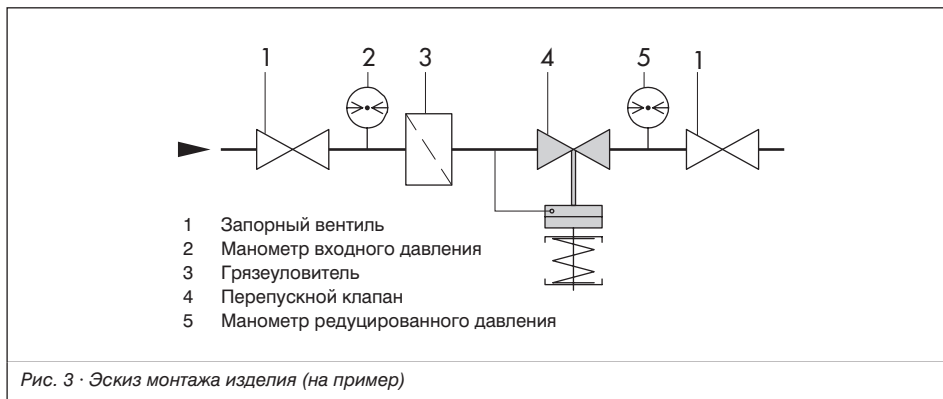 1 2 3 4 5 1
1 Запорный вентиль
2 Манометр входного давления
3 Грязеуловитель
4 Перепускной клапан
5 Манометр редуцированного давления
Рис. 3 · Эскиз монтажа изделия (на пример)